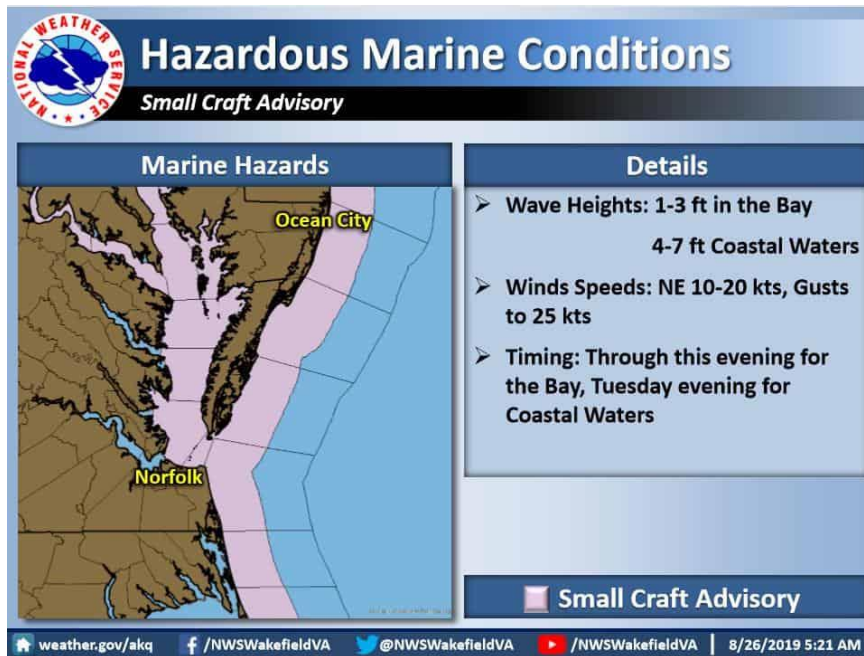 NATIONAL WEATHER SERVICE
Hazardous Marine Conditions
Small Craft Advisory
Marine Hazards
Ocean City
Norfolk
Details
Wave Heights: 1-3 ft in the Bay
4-7 ft Coastal Waters
Winds Speeds: NE 10-20 kts, Gusts
to 25 kts
Timing: Through this evening for
the Bay, Tuesday evening for
Coastal Waters
Small Craft Advisory
weather.gov/akq /NWSWakefieldVA @NWSWakefieldVA /NWSWakefieldVA 8/26/2019 5:21 AM